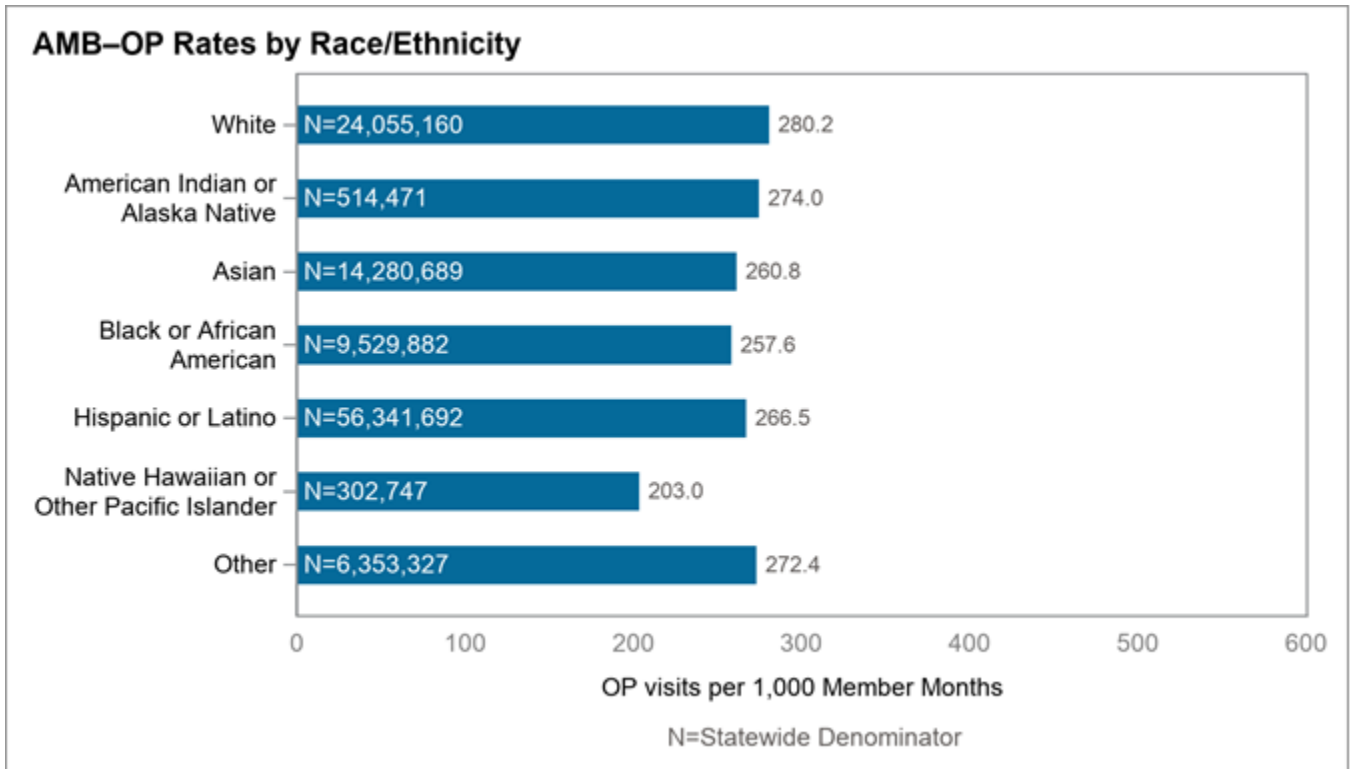 AMB–OP Rates by Race/Ethnicity
White
N=24,055,160
280.2
American Indian or
Alaska Native
N=514,471
274.0
Asian
N=14,280,689
260.8
Black or African
American
N=9,529,882
257.6
Hispanic or Latino
N=56,341,692
266.5
Native Hawaiian or
Other Pacific Islander
N=302,747
203.0
Other
N=6,353,327
272.4
0 100 200 300 400 500 600
OP visits per 1,000 Member Months
N=Statewide Denominator